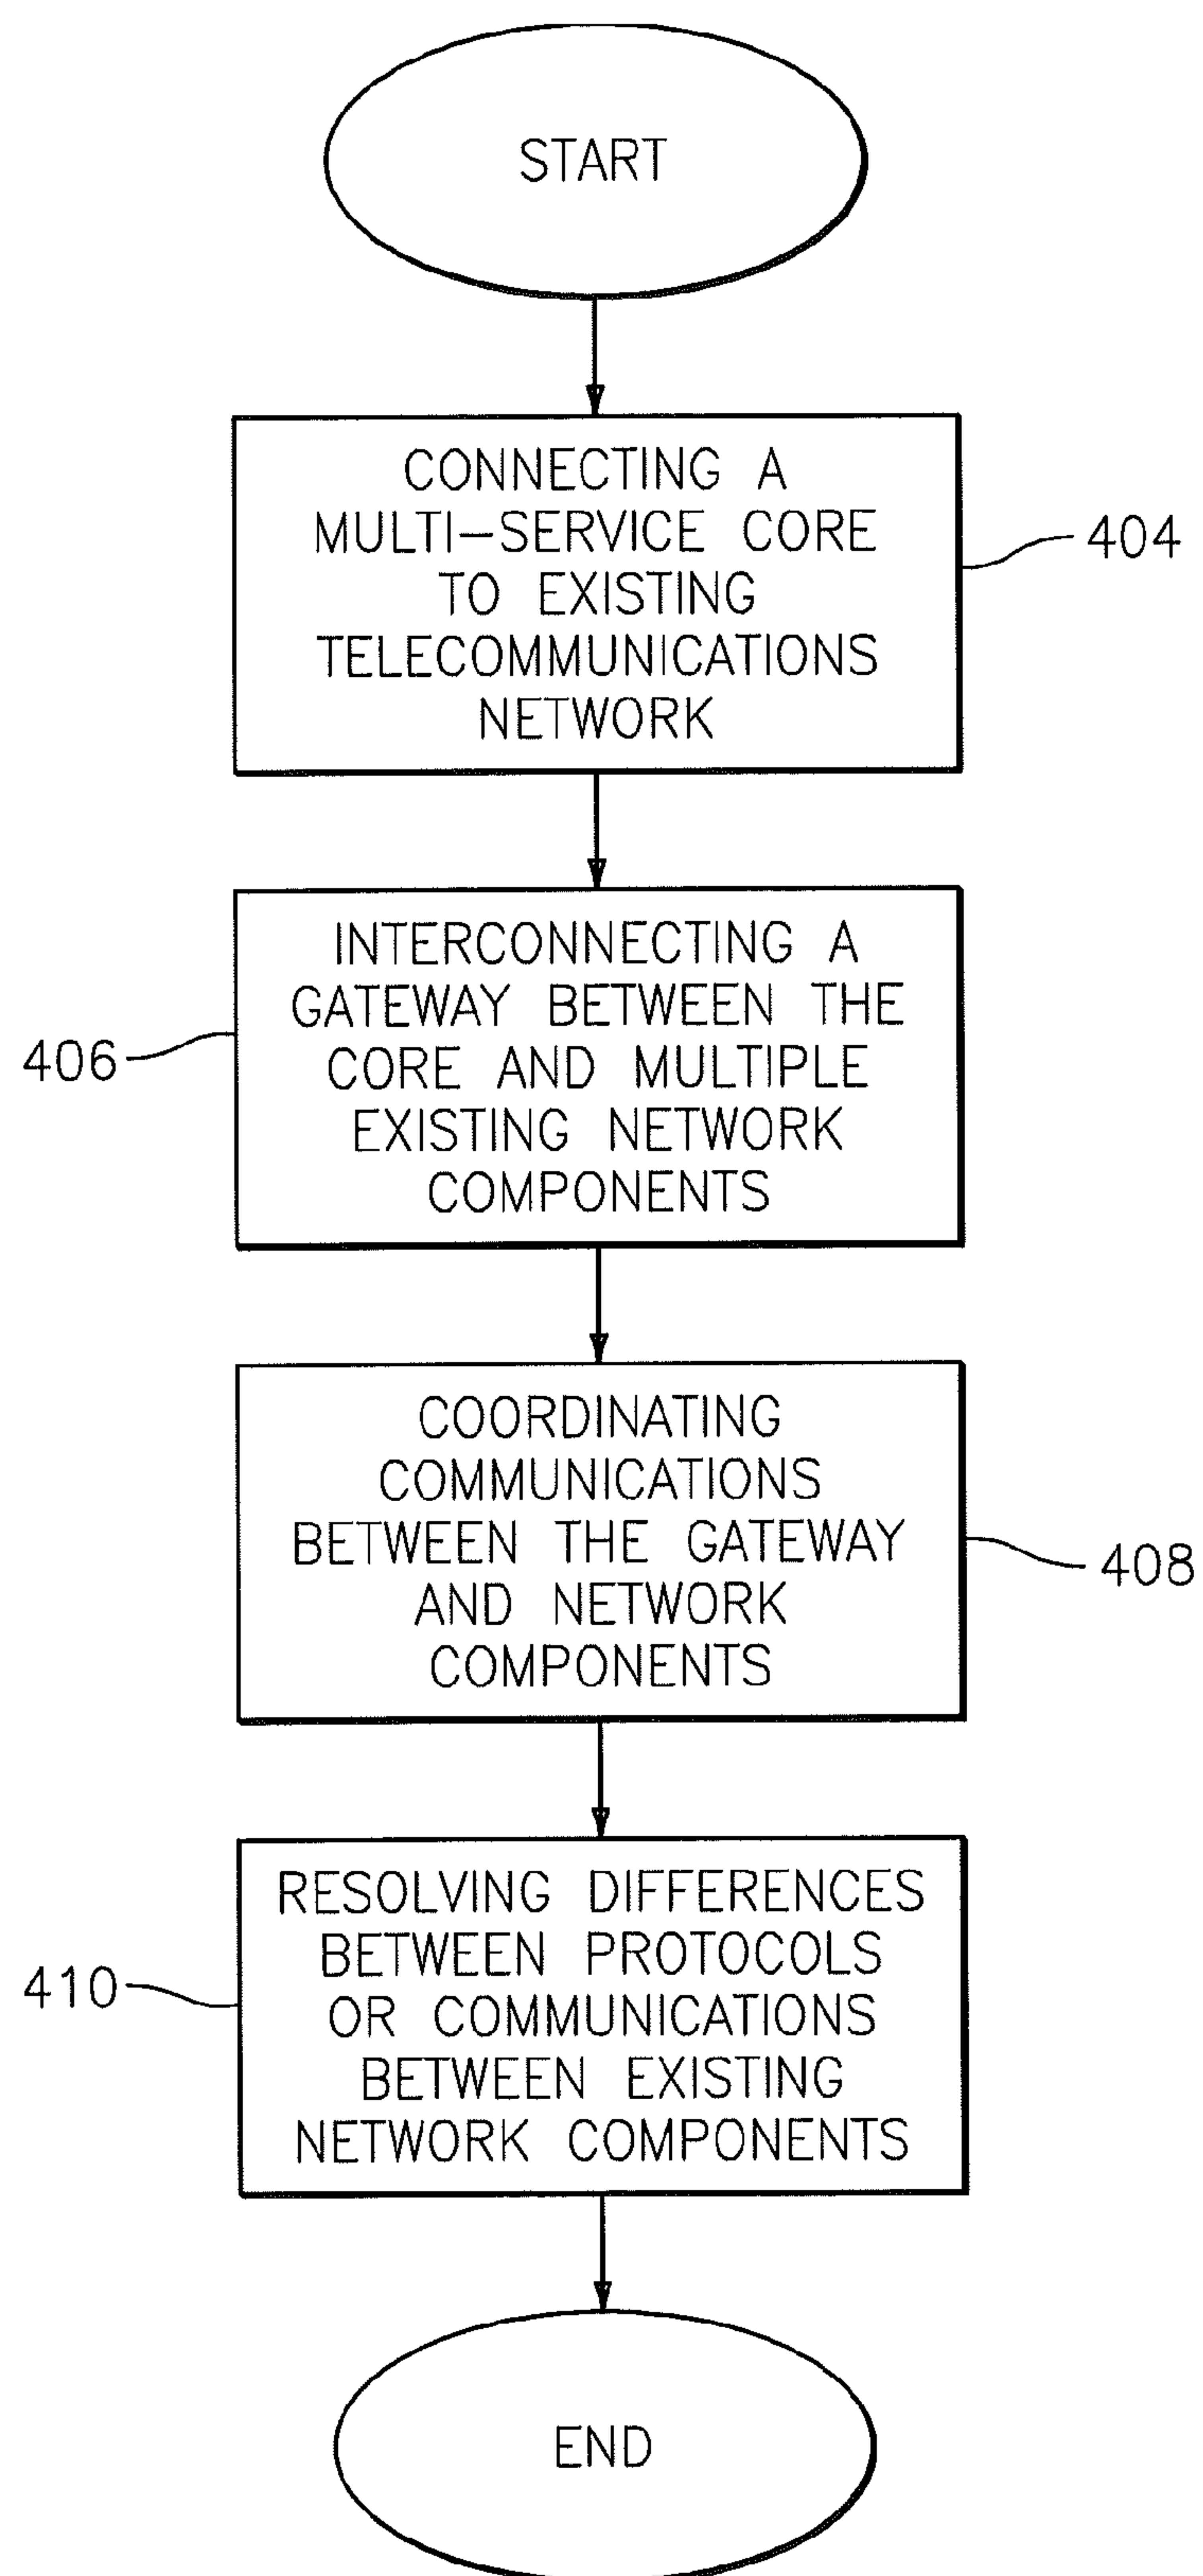 START
CONNECTING A
MULTI-SERVICE CORE
TO EXISTING
TELECOMMUNICATIONS
NETWORK
404
INTERCONNECTING A
GATEWAY BETWEEN THE
CORE AND MULTIPLE
EXISTING NETWORK
COMPONENTS
406
COORDINATING
COMMUNICATIONS
BETWEEN THE GATEWAY
AND NETWORK
COMPONENTS
408
RESOLVING DIFFERENCES
BETWEEN PROTOCOLS
OR COMMUNICATIONS
BETWEEN EXISTING
NETWORK COMPONENTS
410
END